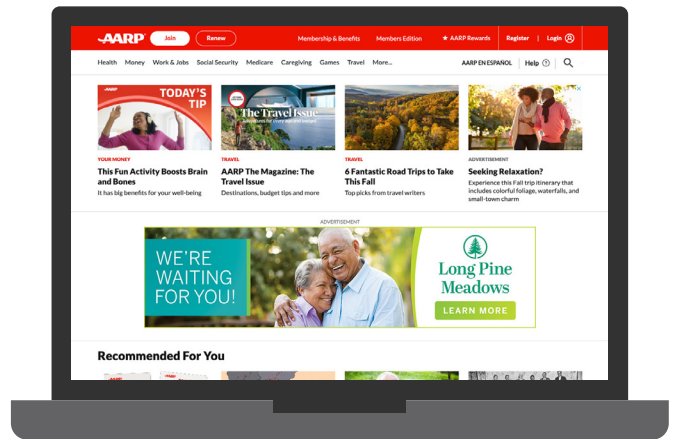 AARP Join Renew Membership & Benefits Members Edition ★ AARP Rewards Register | Login
Health Money Work & Jobs Social Security Medicare Caregiving Games Travel More... AARP EN ESPAÑOL Help ?
AARP
TODAY'S
TIP
YOUR MONEY
This Fun Activity Boosts Brain
and Bones
It has big benefits for your well-being
The Travel Issue
TRAVEL
AARP The Magazine: The
Travel Issue
Destinations, budget tips and more
TRAVEL
6 Fantastic Road Trips to Take
This Fall
Top picks from travel writers
ADVERTISEMENT
Seeking Relaxation?
Experience this Fall trip itinerary that
includes colorful foliage, waterfalls, and
small-town charm
ADVERTISEMENT
WE'RE
WAITING
FOR YOU!
Long Pine
Meadows
LEARN MORE
Recommended For You
AARP
AARP